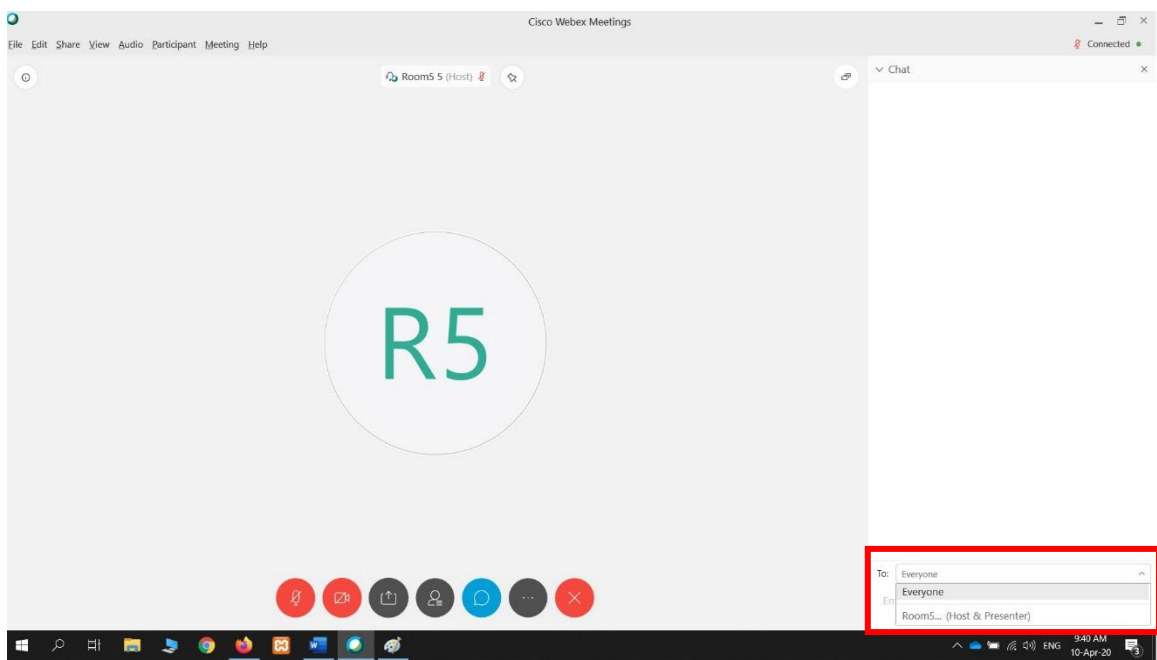 Cisco Webex Meetings
File Edit Share View Audio Participant Meeting Help
Connected
Room5 5 (Host)
Chat
R5
To: Everyone
Everyone
En
Room5... (Host & Presenter)
ENG
9:40 AM
10-Apr-20
3